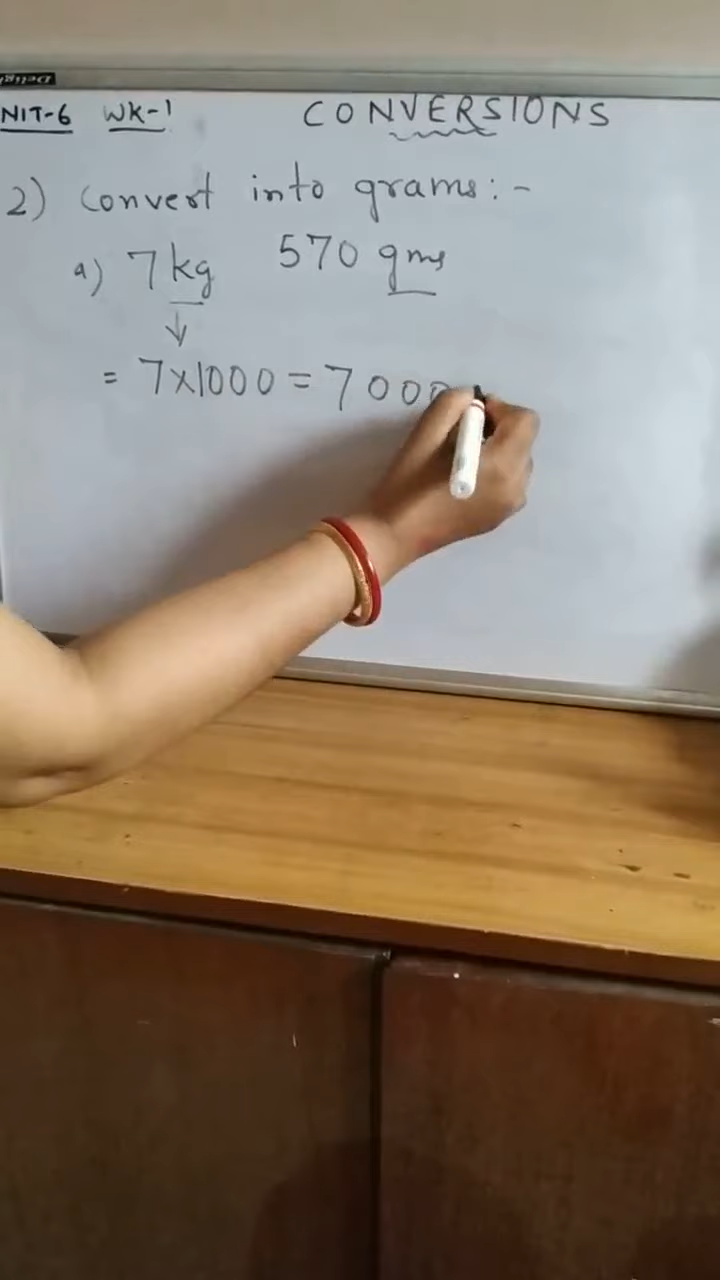 NIT-6 WK-1 CONVERSIONS
2) Convert into grams:-
a) 7kg 570 gms
↓
= 7x1000 = 7000